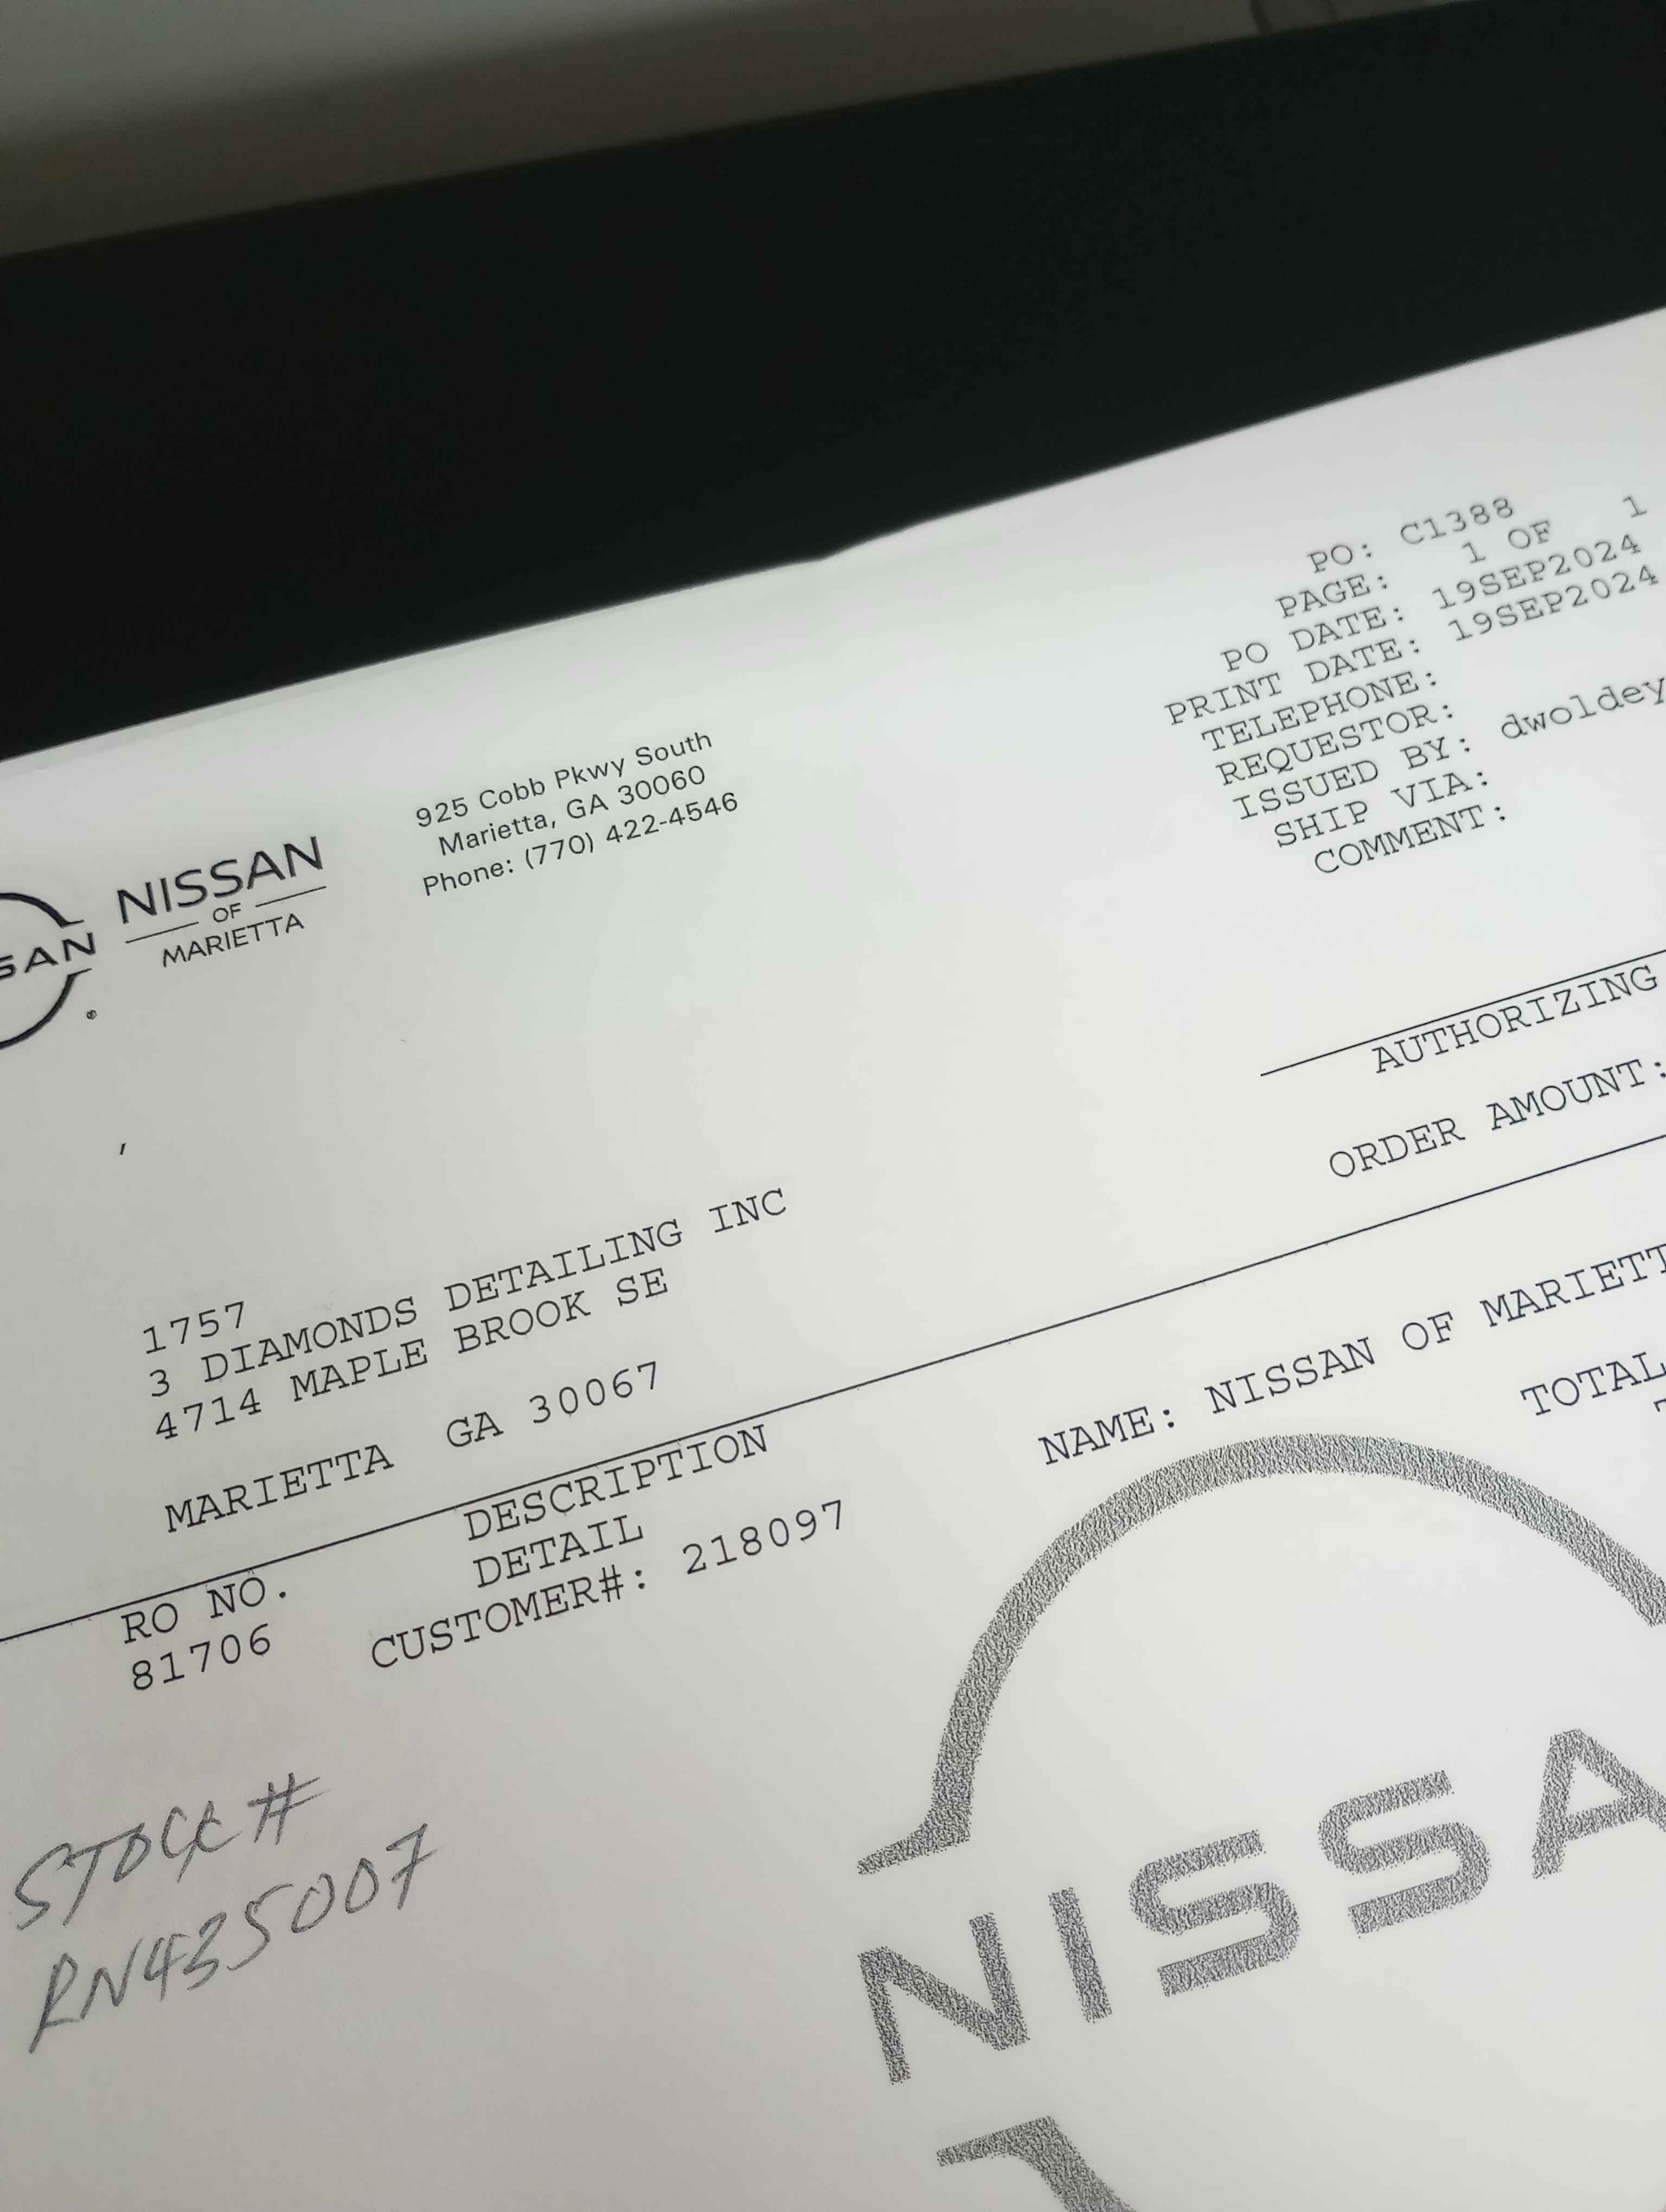 PO: C1388
PAGE: 1 OF 1
PO DATE: 19SEP2024
PRINT DATE: 19SEP2024
TELEPHONE:
REQUESTOR:
ISSUED BY: dwoldey
SHIP VIA:
COMMENT:
925 Cobb Pkwy South
Marietta, GA 30060
Phone: (770) 422-4546
SSAN
NISSAN
OF
MARIETTA
AUTHORIZING
ORDER AMOUNT:
1757
3 DIAMONDS DETAILING INC
4714 MAPLE BROOK SE
MARIETTA GA 30067
RO NO. DESCRIPTION
81706 DETAIL
CUSTOMER#: 218097
NAME: NISSAN OF MARIETT
TOTAL
STOCK#
RN435007
NISSA